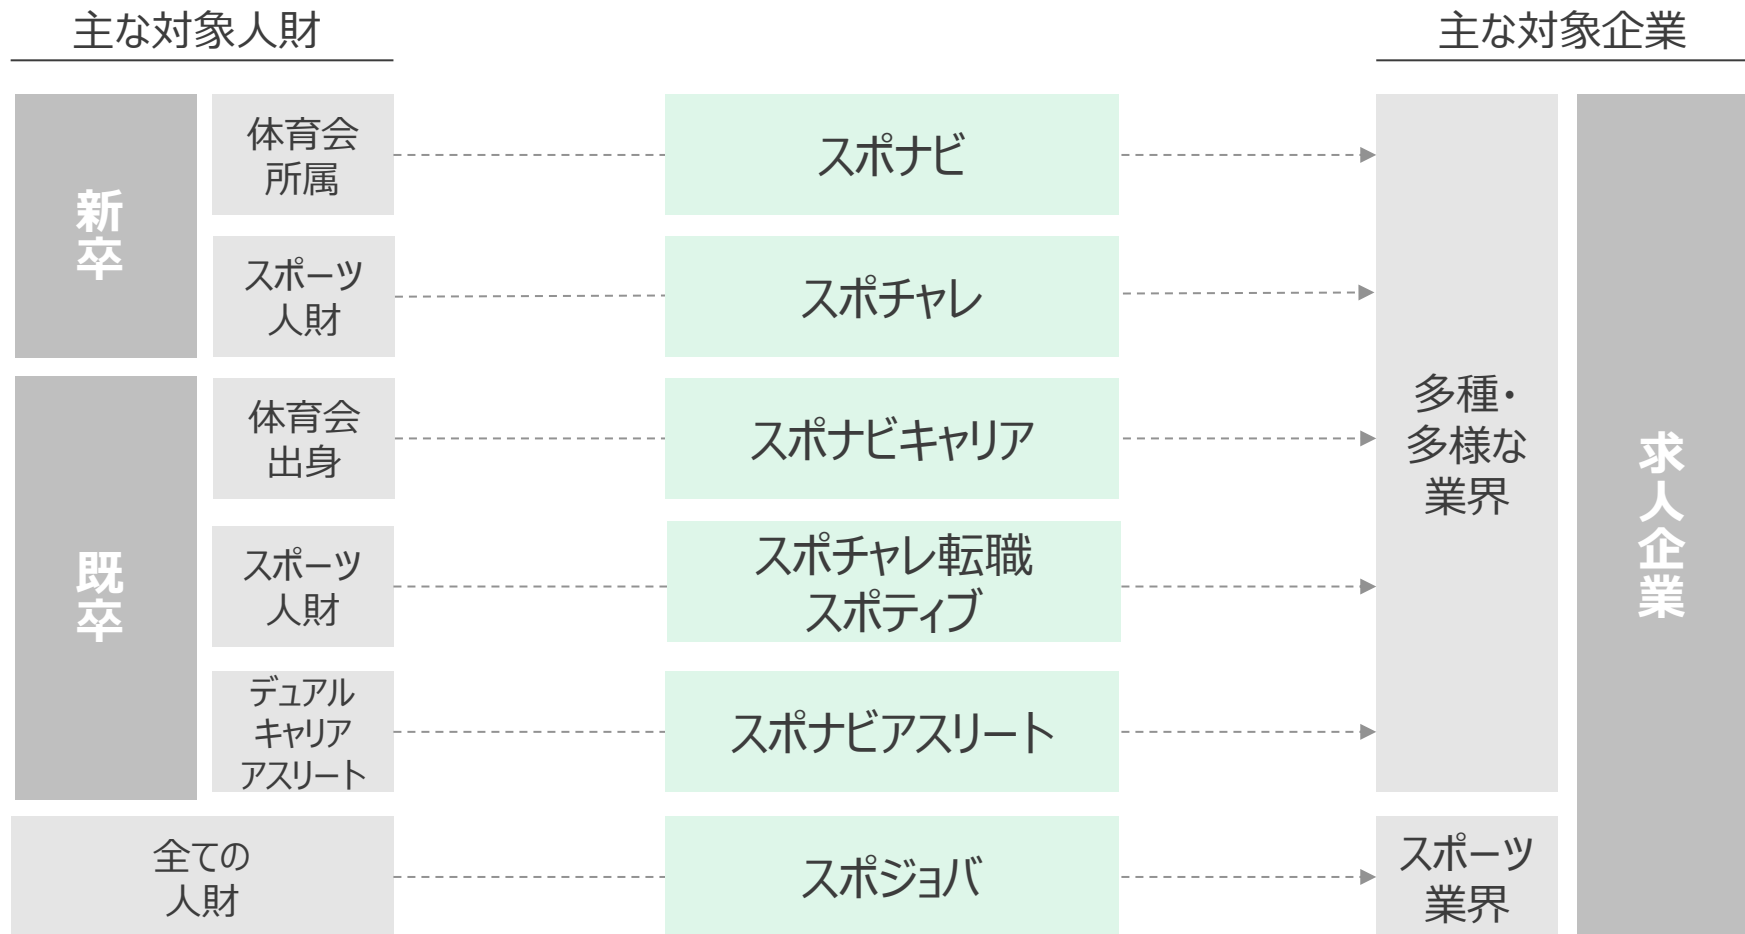 主な対象人財
主な対象企業
新卒
体育会
所属
スポナビ
スポーツ
人財
スポチャレ
既卒
体育会
出身
スポナビキャリア
スポーツ
人財
スポチャレ転職
スポティブ
デュアル
キャリア
アスリート
スポナビアスリート
全ての
人財
スポジョバ
多種・
多様な
業界
スポーツ
業界
求人企業